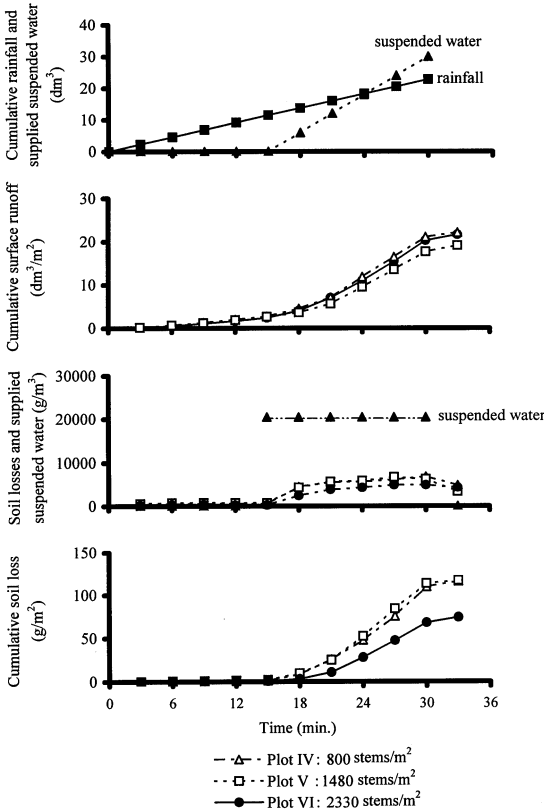 Cumulative rainfall and
supplied suspended water
(dm³)
40
30
20
10
0
suspended water
rainfall
Cumulative surface runoff
(dm³/m²)
30
20
10
0
Soil losses and supplied
suspended water (g/m³)
30000
20000
10000
0
suspended water
Cumulative soil loss
(g/m²)
150
100
50
0
0 6 12 18 24 30 36
Time (min.)
Plot IV: 800 stems/m²
Plot V : 1480 stems/m²
Plot VI: 2330 stems/m²